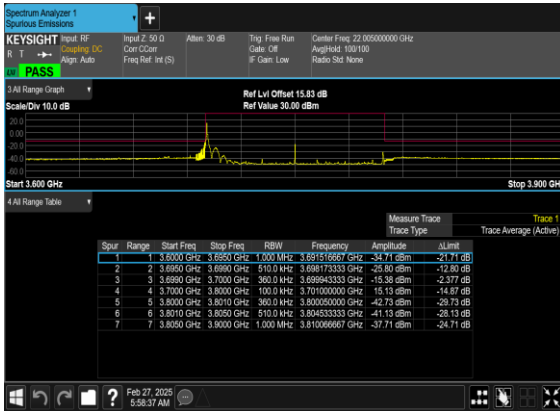 Spectrum Analyzer 1
Spurious Emissions
+
KEYSIGHT Input: RF Input Z: 50 Ω Atten: 30 dB Trig: Free Run Center Freq: 22.005000000 GHz
R T Coupling: DC Corr CCorr Gate: Off Avg|Hold: 100/100
Align: Auto Freq Ref: Int (S) IF Gain: Low Radio Std: None
PASS
3 All Range Graph
Ref Lvl Offset 15.83 dB
Scale/Div 10.0 dB Ref Value 30.00 dBm
20.0
0.00
-20.0
-40.0
-60.0
Start 3.600 GHz Stop 3.900 GH
4 All Range Table
Measure Trace Trace 1
Trace Type Trace Average (Active)
Spur Range Start Freq Stop Freq RBW Frequency Amplitude ΔLimit
1 1 3.6000 GHz 3.6950 GHz 1.000 MHz 3.691516667 GHz -34.71 dBm -21.71 dB
2 2 3.6950 GHz 3.6990 GHz 510.0 kHz 3.698173333 GHz -25.80 dBm -12.80 dB
3 3 3.6990 GHz 3.7000 GHz 360.0 kHz 3.699943333 GHz -15.38 dBm -2.377 dB
4 4 3.7000 GHz 3.8000 GHz 100.0 kHz 3.701000000 GHz 15.13 dBm -14.87 dB
5 5 3.8000 GHz 3.8010 GHz 360.0 kHz 3.800050000 GHz -42.73 dBm -29.73 dB
6 6 3.8010 GHz 3.8050 GHz 510.0 kHz 3.804533333 GHz -41.13 dBm -28.13 dB
7 7 3.8050 GHz 3.9000 GHz 1.000 MHz 3.810066667 GHz -37.71 dBm -24.71 dB
? Feb 27, 2025
5:58:37 AM